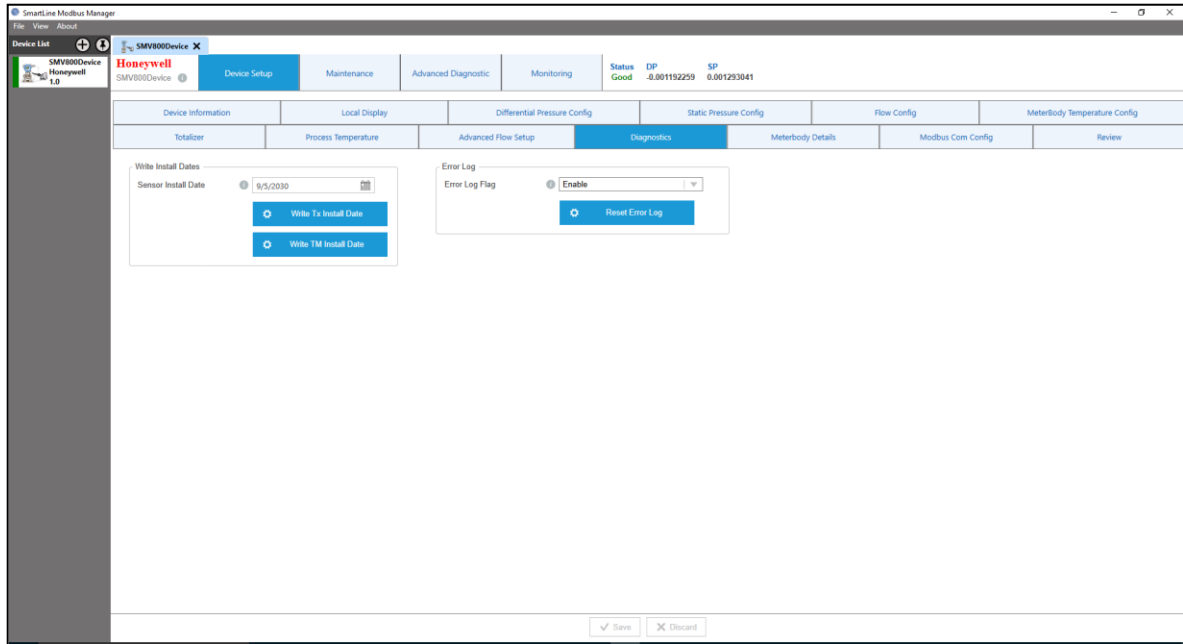 SmartLine Modbus Manager
File View About
Device List
SMV800Device
SMV800Device
Honeywell
1.0
Honeywell
SMV800Device
Device Setup
Maintenance
Advanced Diagnostic
Monitoring
Status DP SP
Good -0.001192259 0.001293041
Device Information
Local Display
Differential Pressure Config
Static Pressure Config
Flow Config
MeterBody Temperature Config
Totalizer
Process Temperature
Advanced Flow Setup
Diagnostics
Meterbody Details
Modbus Com Config
Review
Write Install Dates
Sensor Install Date
9/5/2030
Write Tx Install Date
Write TM Install Date
Error Log
Error Log Flag
Enable
Reset Error Log
Save
Discard